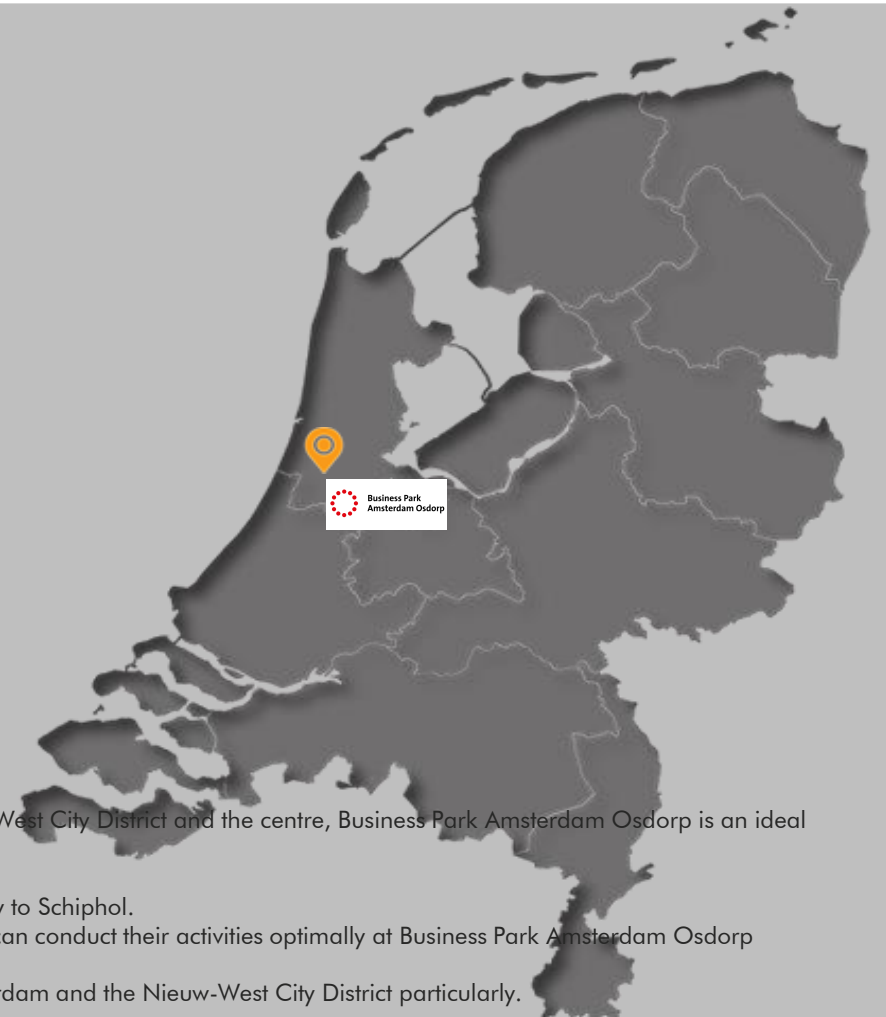 Business Park
Amsterdam Osdorp
West City District and the centre, Business Park Amsterdam Osdorp is an ideal
to Schiphol.
can conduct their activities optimally at Business Park Amsterdam Osdorp
rdam and the Nieuw-West City District particularly.